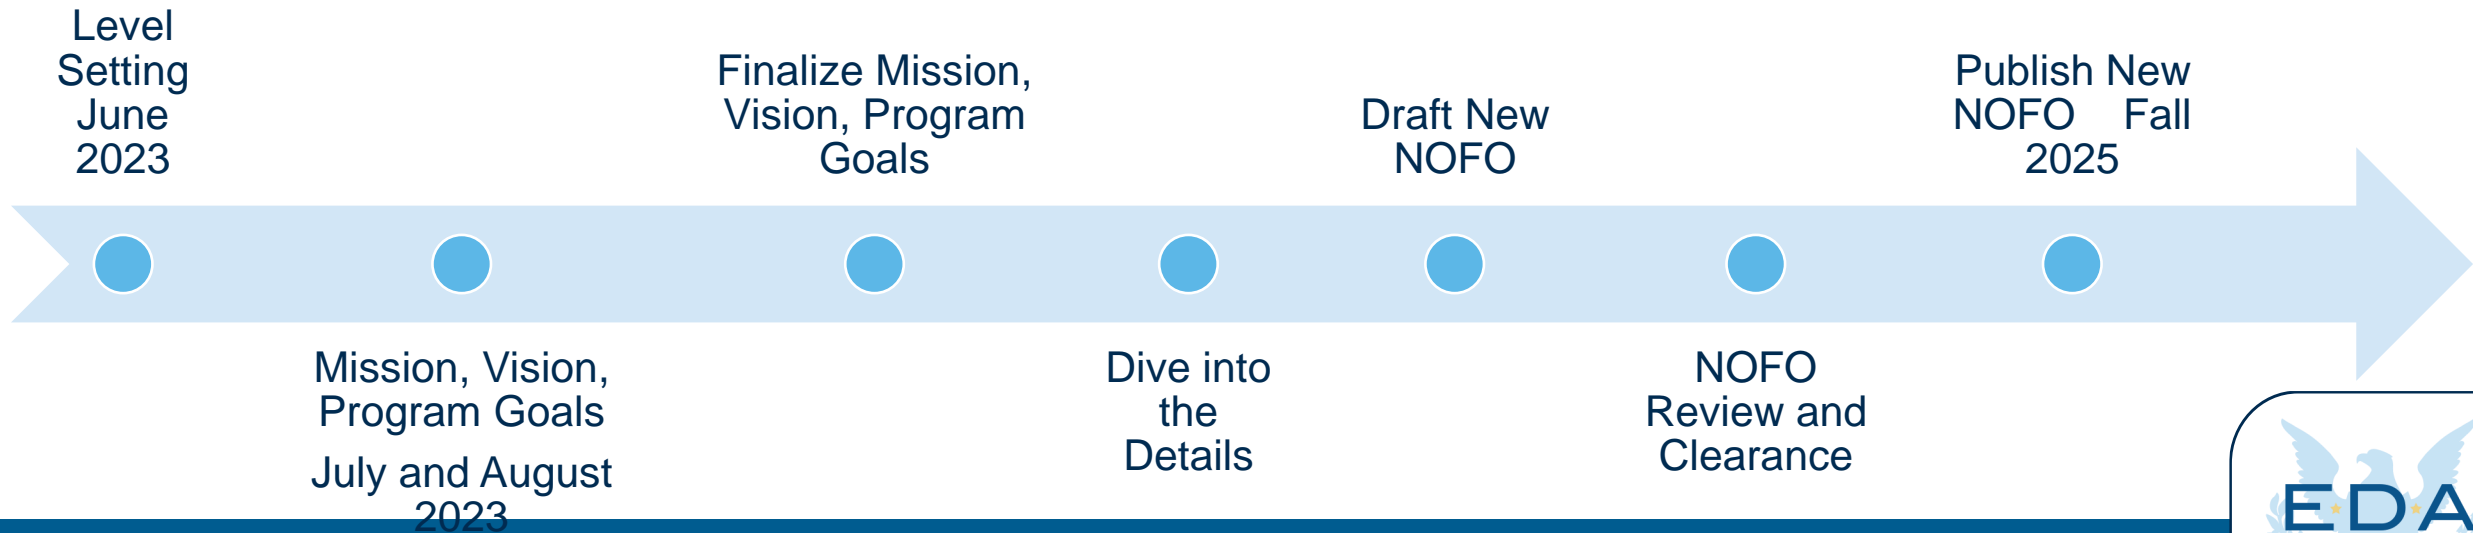 Level
Setting
June
2023
Mission, Vision,
Program Goals
July and August
2023
Finalize Mission,
Vision, Program
Goals
Dive into
the
Details
Draft New
NOFO
NOFO
Review and
Clearance
Publish New
NOFO Fall
2025
EDA